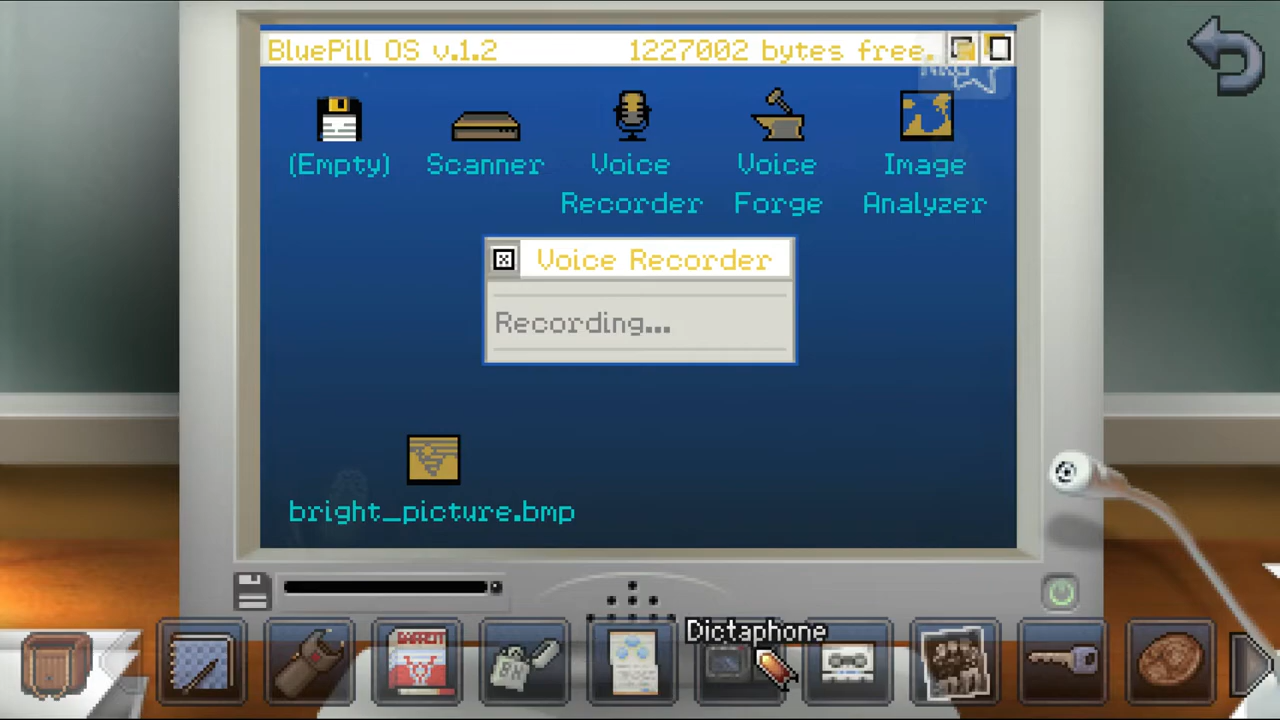 BluePill OS v.1.2 1227002 bytes free.
(Empty) Scanner Voice Recorder Voice Forge Image Analyzer
Voice Recorder
Recording...
bright_picture.bmp
Dictaphone